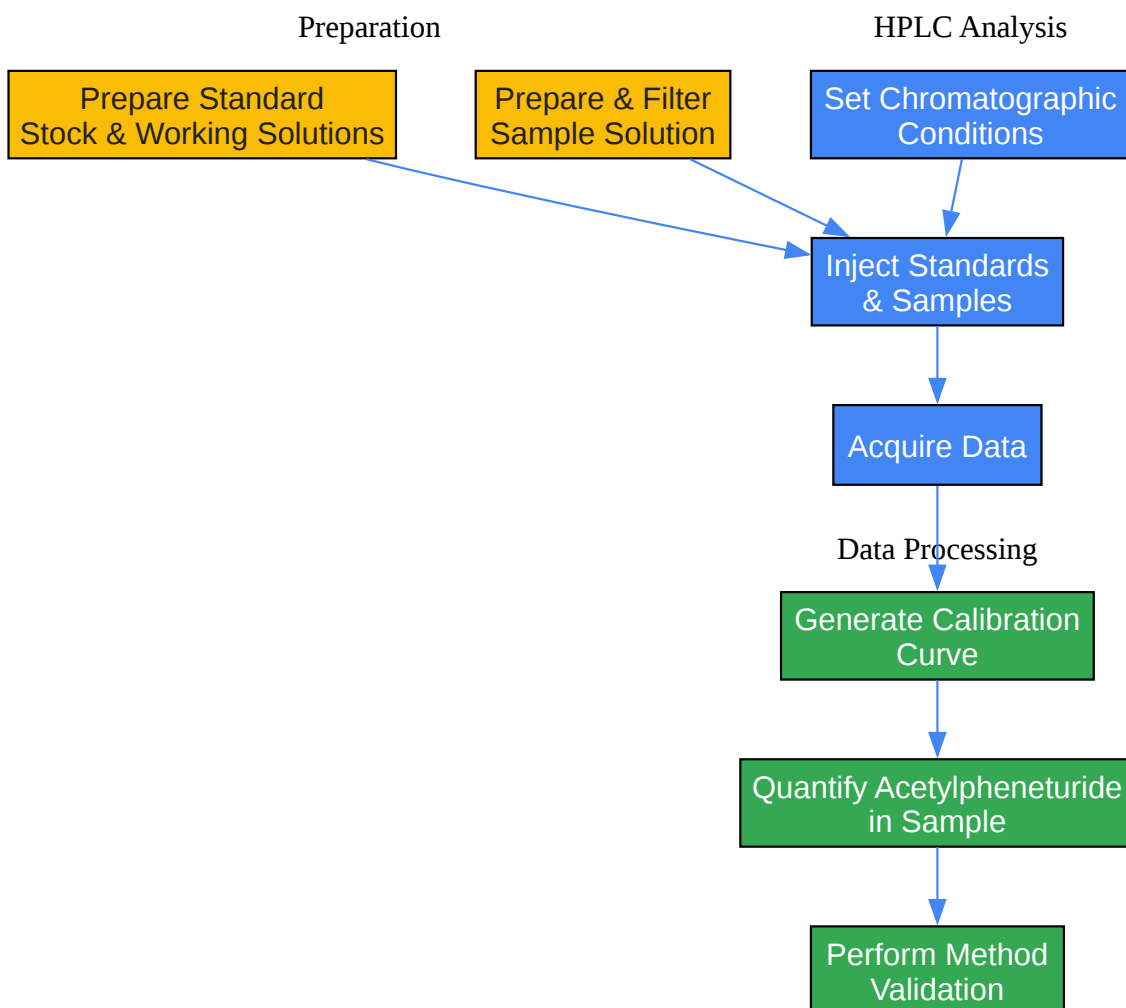 Preparation
HPLC Analysis
Prepare Standard
Stock & Working Solutions
Prepare & Filter
Sample Solution
Set Chromatographic
Conditions
Inject Standards
& Samples
Acquire Data
Data Processing
Generate Calibration
Curve
Quantify Acetylpheneturide
in Sample
Perform Method
Validation